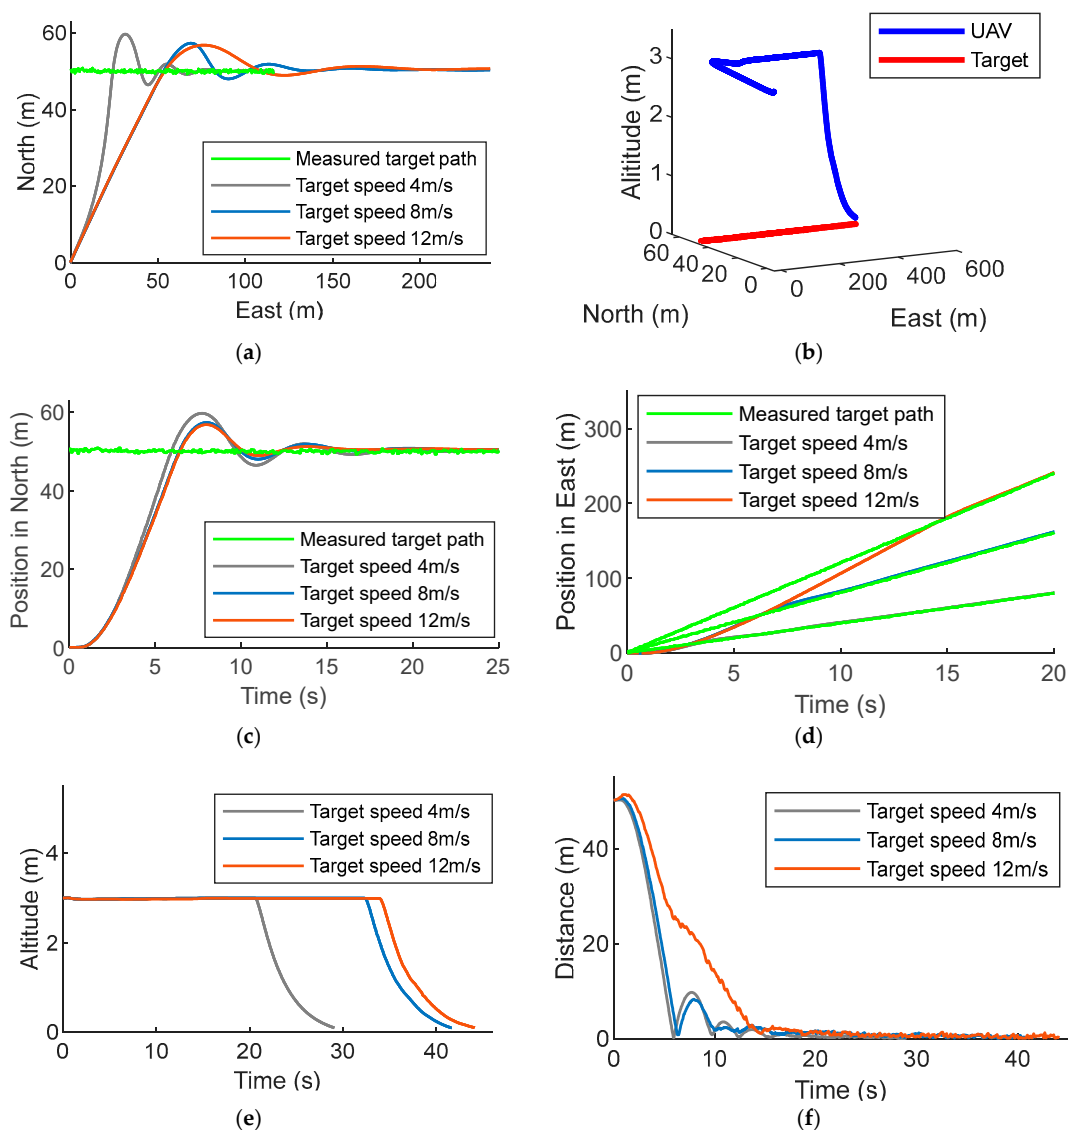 60
40
20
0
North (m)
Measured target path
Target speed 4m/s
Target speed 8m/s
Target speed 12m/s
0 50 100 150 200
East (m)
(a)
UAV
Target
3
2
1
0
Alititude (m)
60 40 20 0
North (m)
0 200 400 600
East (m)
(b)
60
40
20
0
Position in North (m)
Measured target path
Target speed 4m/s
Target speed 8m/s
Target speed 12m/s
0 5 10 15 20 25
Time (s)
(c)
300
200
100
0
Position in East (m)
Measured target path
Target speed 4m/s
Target speed 8m/s
Target speed 12m/s
0 5 10 15 20
Time (s)
(d)
4
2
0
Altitude (m)
Target speed 4m/s
Target speed 8m/s
Target speed 12m/s
0 10 20 30 40
Time (s)
(e)
40
20
0
Distance (m)
Target speed 4m/s
Target speed 8m/s
Target speed 12m/s
0 10 20 30 40
Time (s)
(f)